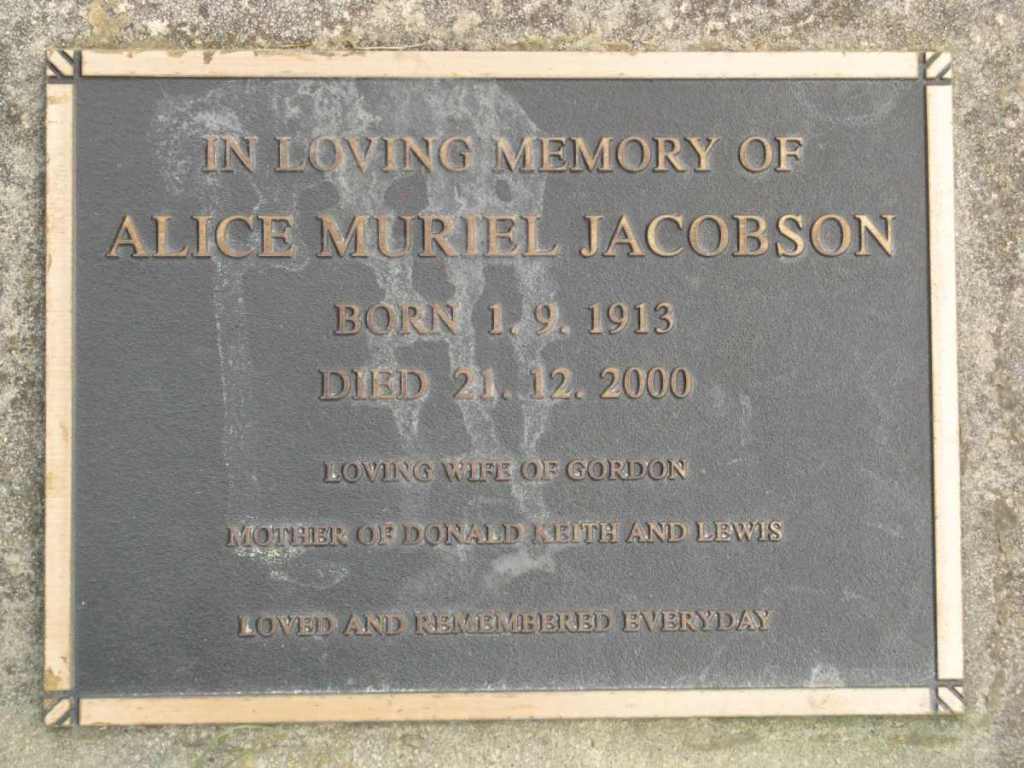 IN LOVING MEMORY OF
ALICE MURIEL JACOBSON
BORN 1. 9. 1913
DIED 21. 12. 2000
LOVING WIFE OF GORDON
MOTHER OF DONALD KEITH AND LEWIS
LOVED AND REMEMBERED EVERYDAY